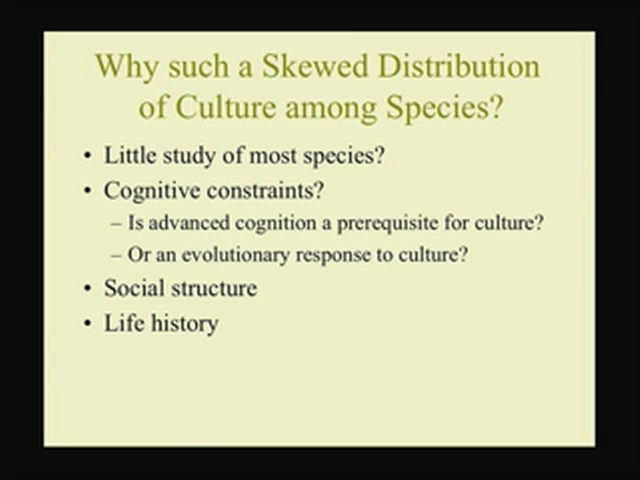 Why such a Skewed Distribution
of Culture among Species?
• Little study of most species?
• Cognitive constraints?
– Is advanced cognition a prerequisite for culture?
– Or an evolutionary response to culture?
• Social structure
• Life history